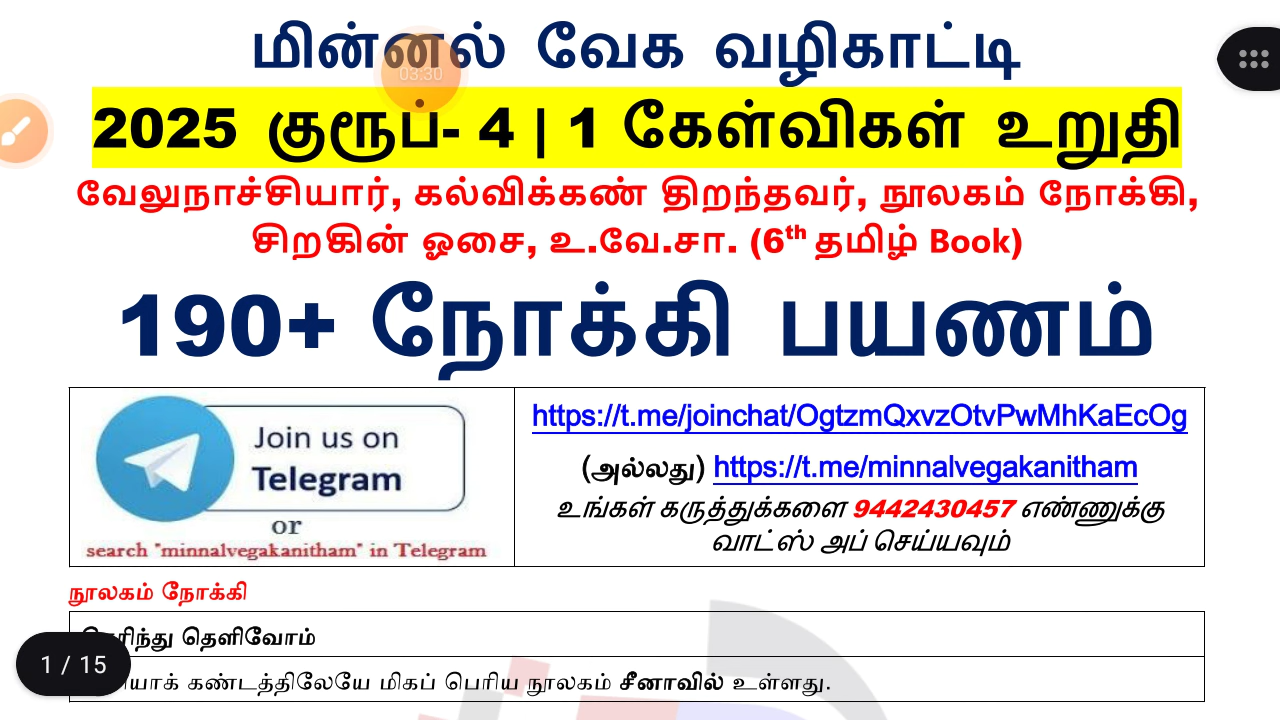 மின்னல் வேக வழிகாட்டி
03:30
2025 குரூப்- 4 | 1 கேள்விகள் உறுதி
வேலுநாச்சியார், கல்விக்கண் திறந்தவர், நூலகம் நோக்கி,
சிறகின் ஓசை, உ.வே.சா. (6th தமிழ் Book)
190+ நோக்கி பயணம்
Join us on
Telegram
or
search "minnalvegakanitham" in Telegram
https://t.me/joinchat/OgtzmQxvzOtvPwMhKaEcOg
(அல்லது) https://t.me/minnalvegakanitham
உங்கள் கருத்துக்களை 9442430457 எண்ணுக்கு
வாட்ஸ் அப் செய்யவும்
நூலகம் நோக்கி
தெளிவோம்
கண்டத்திலேயே மிகப் பெரிய நூலகம் சீனாவில் உள்ளது.
1 / 15